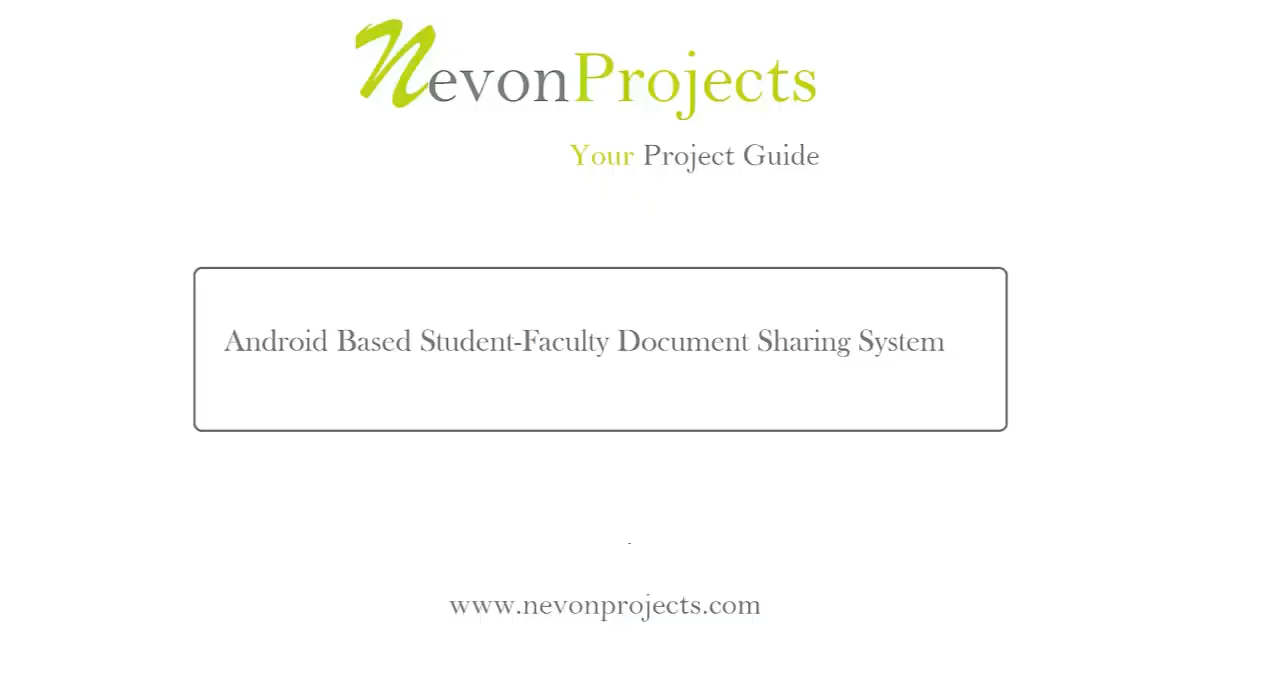 NevonProjects
Your Project Guide
Android Based Student-Faculty Document Sharing System
.
www.nevonprojects.com